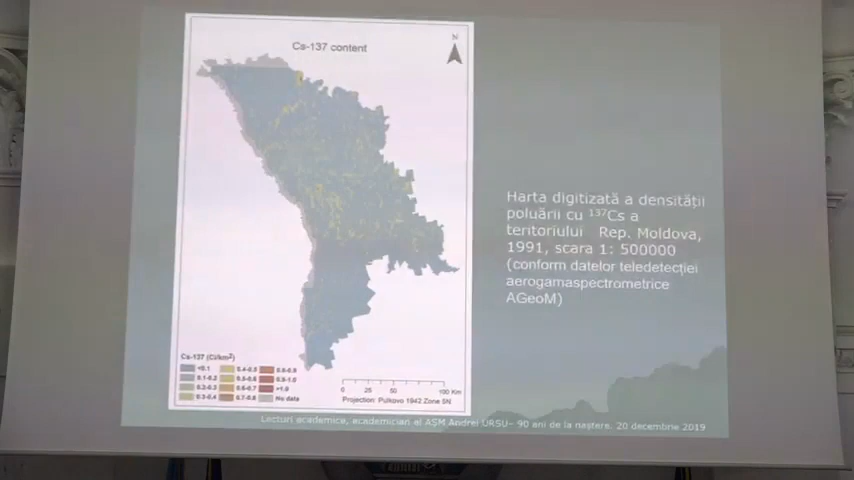 Cs-137 content
N
Harta digitizată a densității
poluării cu ¹³⁷Cs a
teritoriului Rep. Moldova,
1991, scara 1: 500000
(conform datelor teledetecției
aerogamaspectrometrice
AGeoM)
Cs-137 (Ci/km²)
<0.1 0.4-0.5 0.8-0.9
0.1-0.2 0.5-0.6 0.9-1.0
0.2-0.3 0.6-0.7 >1.0
0.3-0.4 0.7-0.8 No data
0 25 50 100 Km
Projection: Pulkovo 1942 Zone 5N
Lecturi academice, academician al AȘM Andrei URSU– 90 ani de la naștere. 20 decembrie 2019